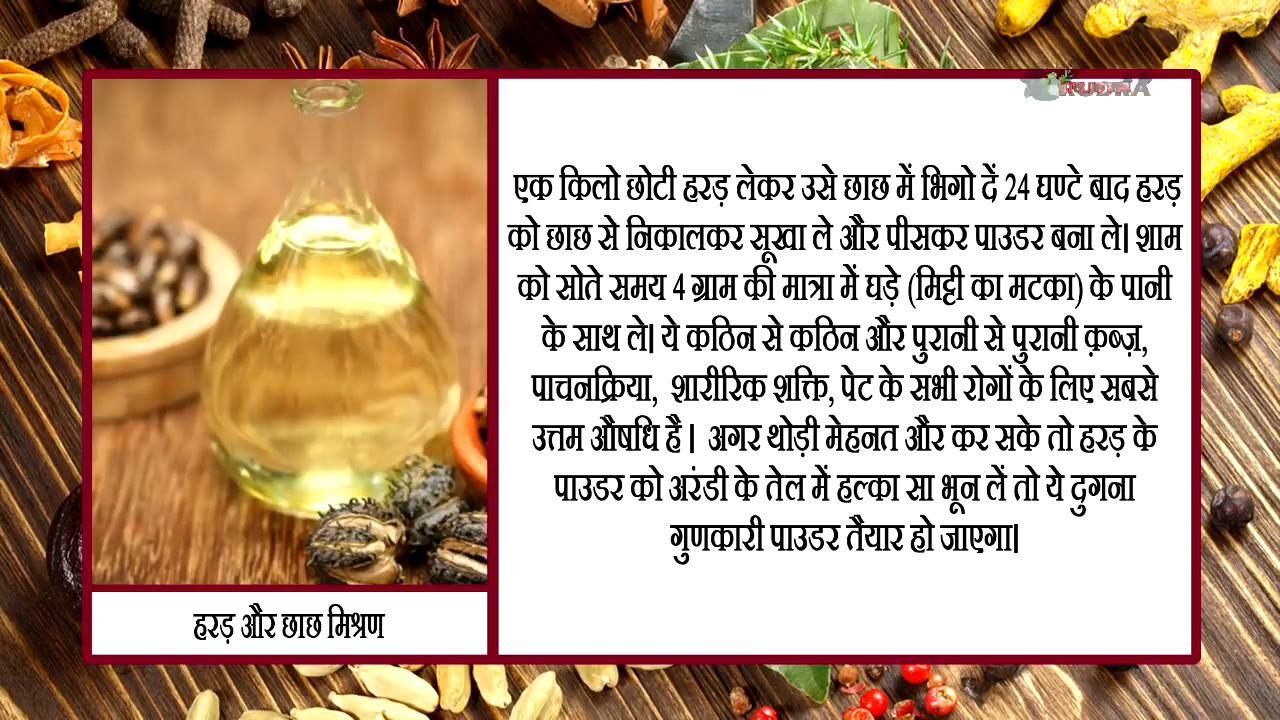 RUDRA
एक किलो छोटी हरड़ लेकर उसे छाछ में भिगो दें 24 घण्टे बाद हरड़
को छाछ से निकालकर सूखा ले और पीसकर पाउडर बना ले। शाम
को सोते समय 4 ग्राम की मात्रा में घड़े (मिट्टी का मटका) के पानी
के साथ ले। ये कठिन से कठिन और पुरानी से पुरानी क़ब्ज़,
पाचनक्रिया, शारीरिक शक्ति, पेट के सभी रोगों के लिए सबसे
उत्तम औषधि है । अगर थोड़ी मेहनत और कर सके तो हरड़ के
पाउडर को अरंडी के तेल में हल्का सा भून लें तो ये दुगना
गुणकारी पाउडर तैयार हो जाएगा।
हरड़ और छाछ मिश्रण